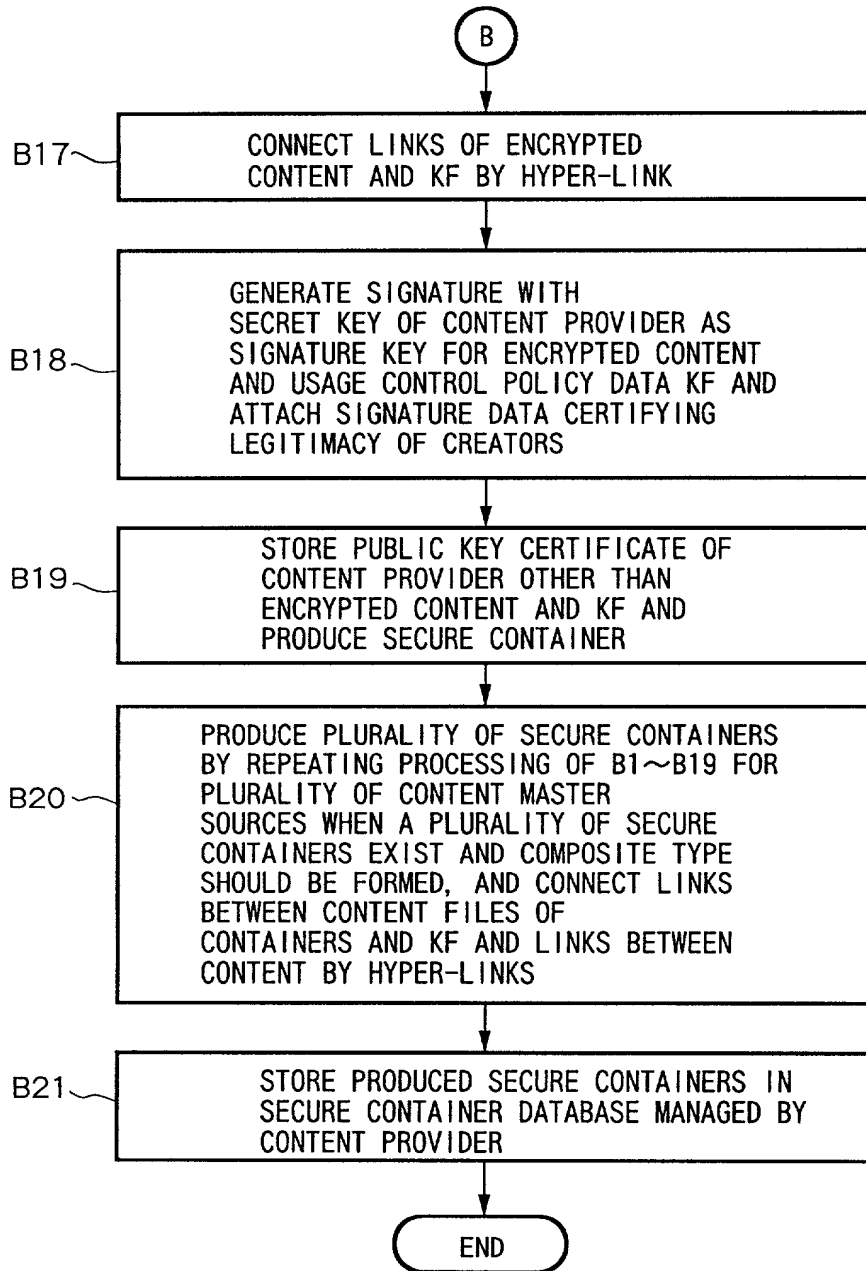 B
B17
CONNECT LINKS OF ENCRYPTED
CONTENT AND KF BY HYPER-LINK
B18
GENERATE SIGNATURE WITH
SECRET KEY OF CONTENT PROVIDER AS
SIGNATURE KEY FOR ENCRYPTED CONTENT
AND USAGE CONTROL POLICY DATA KF AND
ATTACH SIGNATURE DATA CERTIFYING
LEGITIMACY OF CREATORS
B19
STORE PUBLIC KEY CERTIFICATE OF
CONTENT PROVIDER OTHER THAN
ENCRYPTED CONTENT AND KF AND
PRODUCE SECURE CONTAINER
B20
PRODUCE PLURALITY OF SECURE CONTAINERS
BY REPEATING PROCESSING OF B1~B19 FOR
PLURALITY OF CONTENT MASTER
SOURCES WHEN A PLURALITY OF SECURE
CONTAINERS EXIST AND COMPOSITE TYPE
SHOULD BE FORMED, AND CONNECT LINKS
BETWEEN CONTENT FILES OF
CONTAINERS AND KF AND LINKS BETWEEN
CONTENT BY HYPER-LINKS
B21
STORE PRODUCED SECURE CONTAINERS IN
SECURE CONTAINER DATABASE MANAGED BY
CONTENT PROVIDER
END